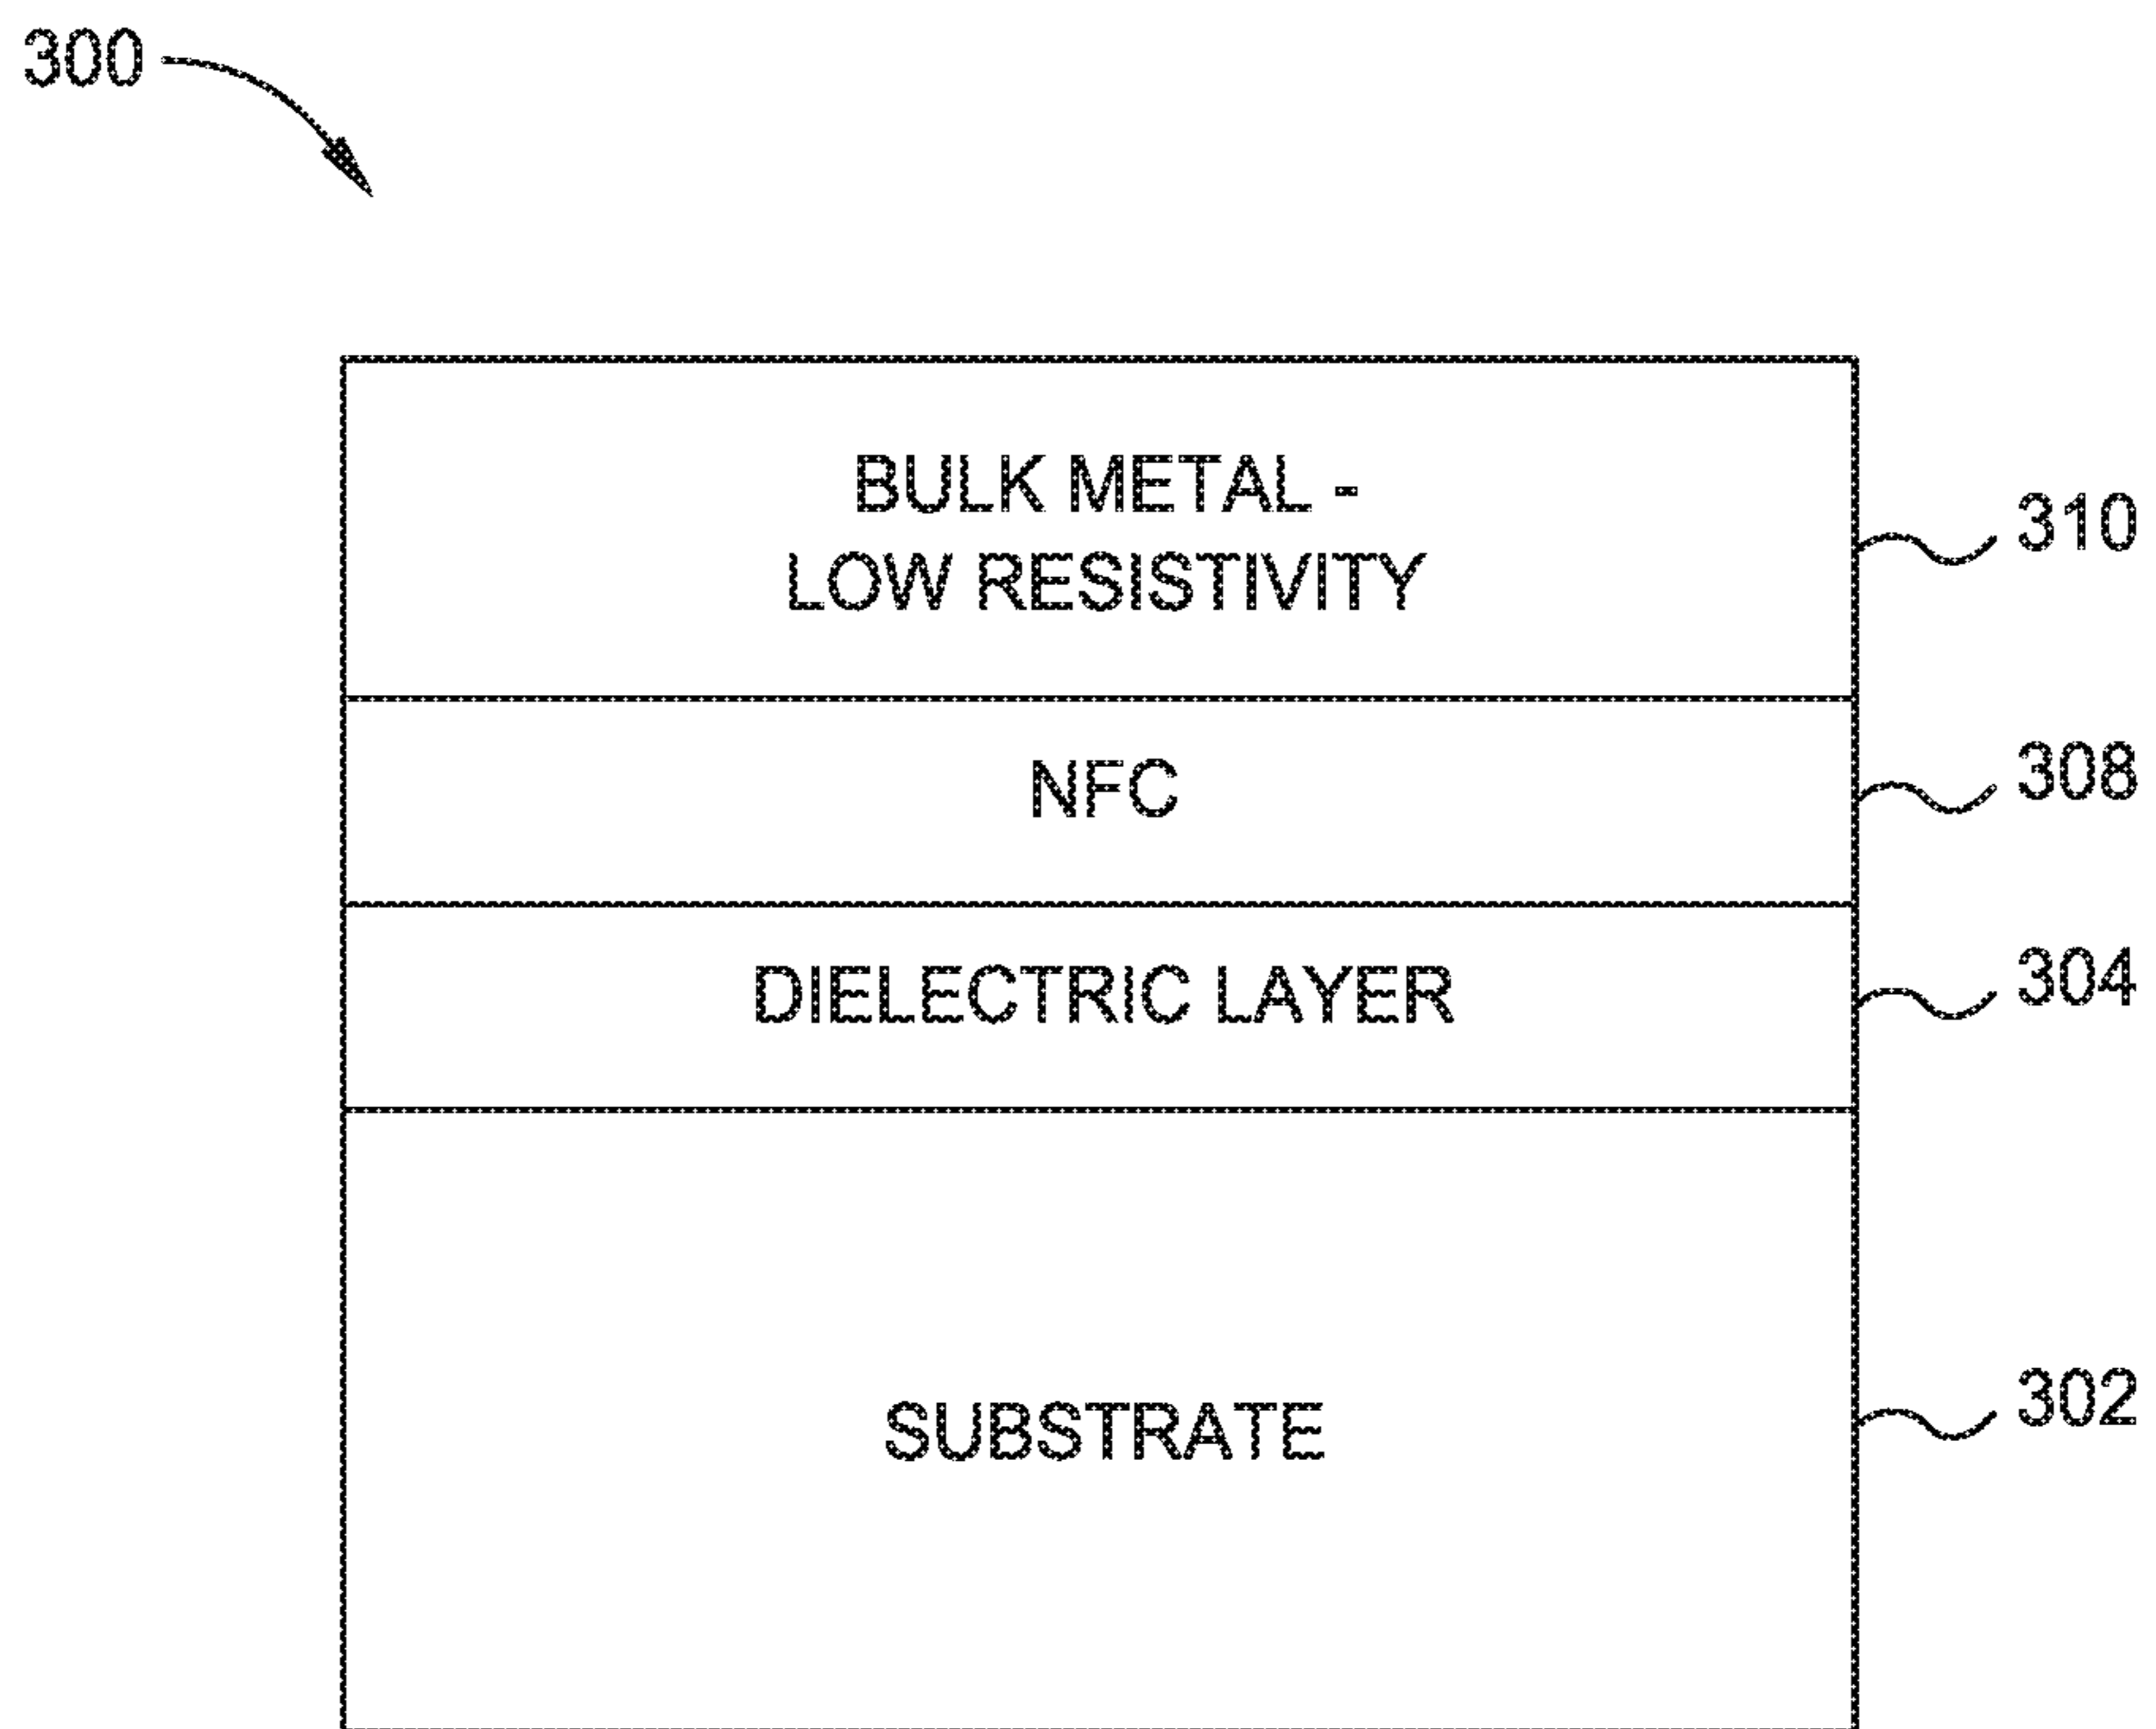 300
BULK METAL -
LOW RESISTIVITY
310
NFC
308
DIELECTRIC LAYER
304
SUBSTRATE
302